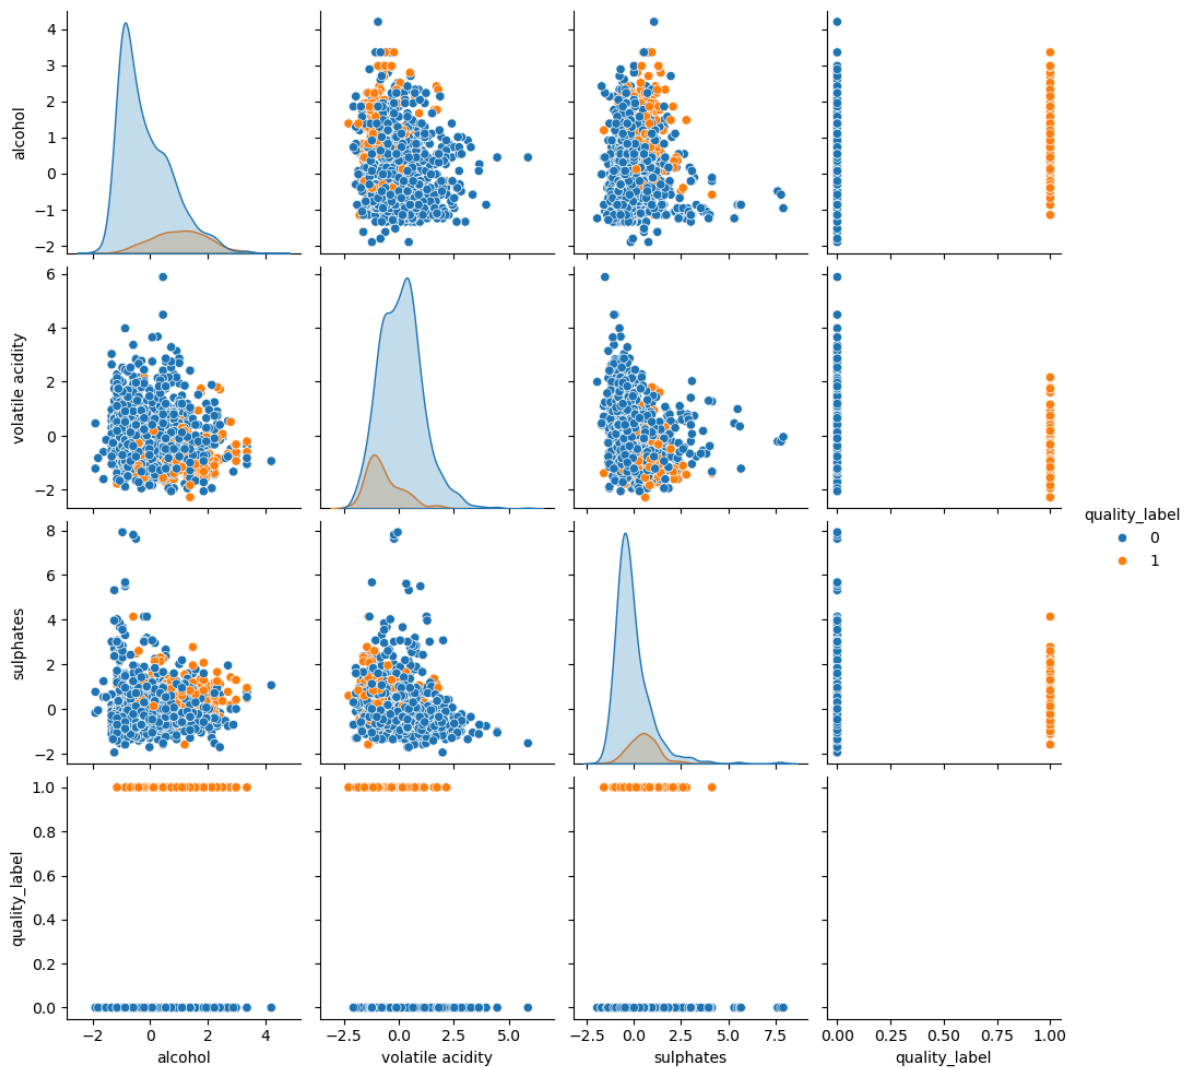 4
3
2
1
0
−1
−2
alcohol
6
4
2
0
−2
volatile acidity
quality_label
0
1
8
6
4
2
0
−2
sulphates
1.0
0.8
0.6
0.4
0.2
0.0
quality_label
−2 0 2 4
−2.5 0.0 2.5 5.0
−2.5 0.0 2.5 5.0 7.5
0.00 0.25 0.50 0.75 1.00
alcohol
volatile acidity
sulphates
quality_label